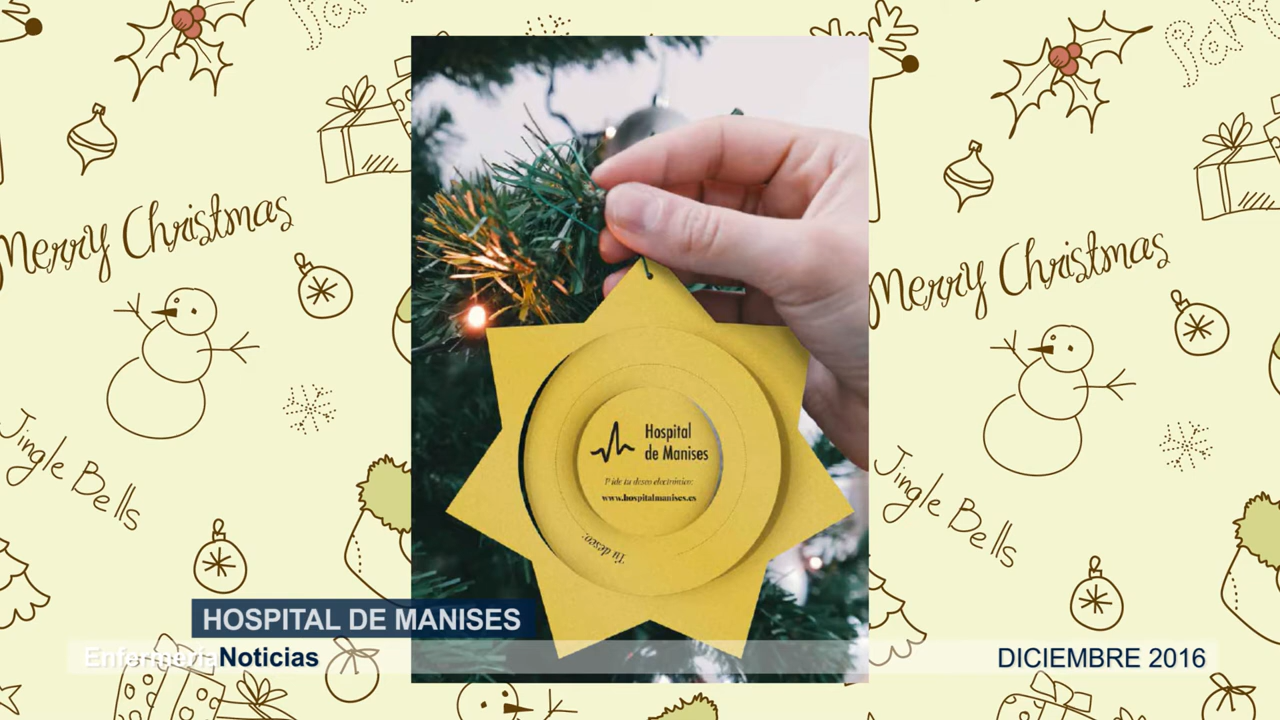 Merry Christmas
Merry Christmas
Jingle Bells
Jingle Bells
Hospital
de Manises
Pide tu deseo electrónico:
www.hospitalmanises.es
Tu deseo:
HOSPITAL DE MANISES
Enfermería Noticias
DICIEMBRE 2016